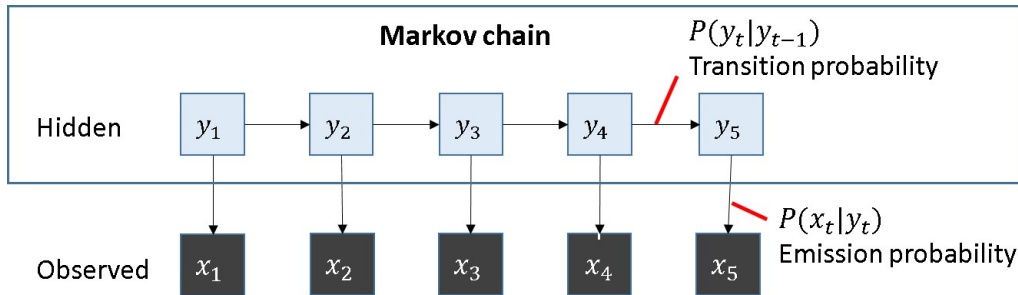 Markov chain
P(y_t|y_{t−1})
Transition probability
Hidden
y_1
y_2
y_3
y_4
y_5
P(x_t|y_t)
Emission probability
Observed
x_1
x_2
x_3
x_4
x_5